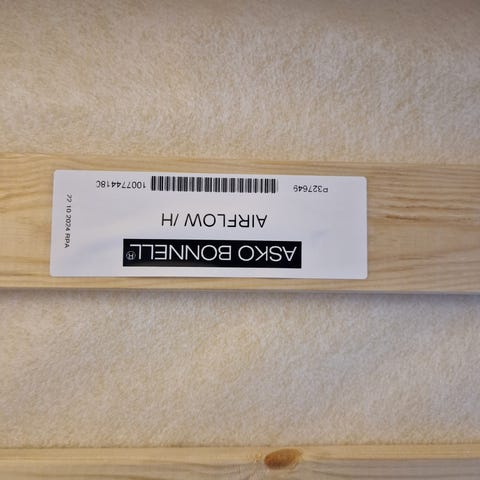 ASKO BONNELL®
AIRFLOW /H
P327649 100774418C
22 10 2024 RPA